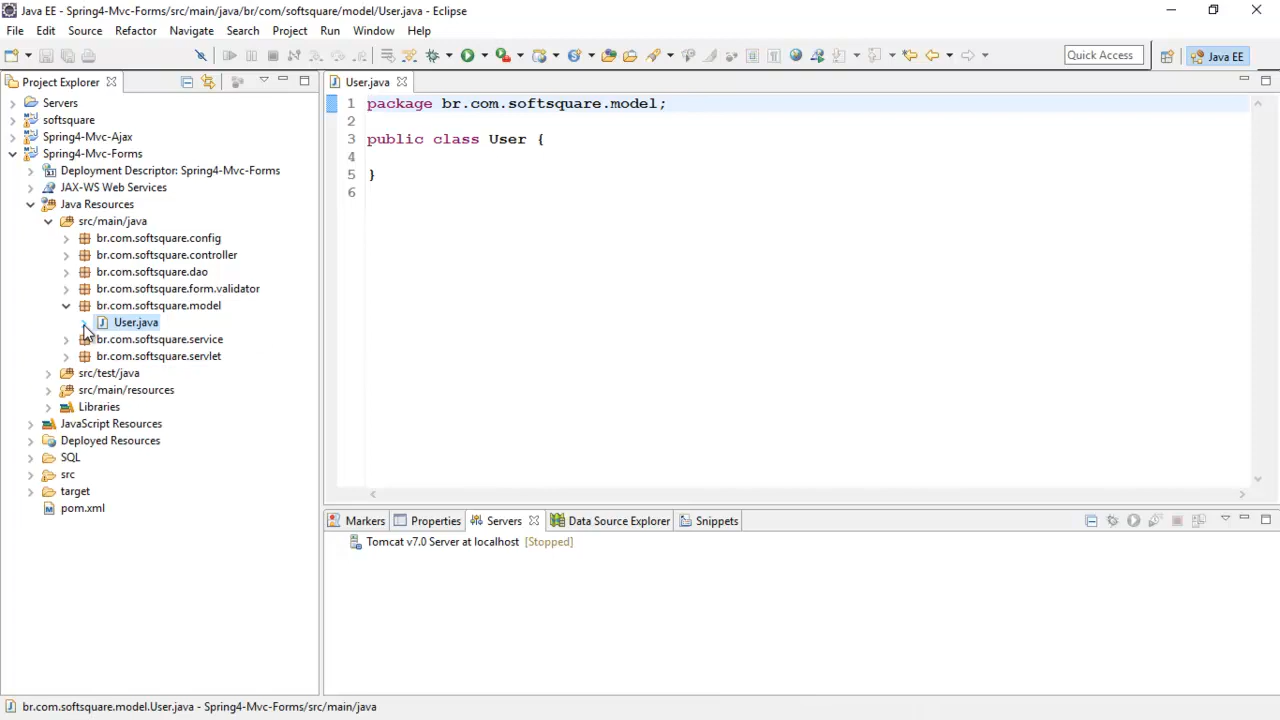 Java EE - Spring4-Mvc-Forms/src/main/java/br/com/softsquare/model/User.java - Eclipse
File Edit Source Refactor Navigate Search Project Run Window Help
Quick Access
Java EE
Project Explorer
User.java
Servers
softsquare
Spring4-Mvc-Ajax
Spring4-Mvc-Forms
Deployment Descriptor: Spring4-Mvc-Forms
JAX-WS Web Services
Java Resources
src/main/java
br.com.softsquare.config
br.com.softsquare.controller
br.com.softsquare.dao
br.com.softsquare.form.validator
br.com.softsquare.model
User.java
br.com.softsquare.service
br.com.softsquare.servlet
src/test/java
src/main/resources
Libraries
JavaScript Resources
Deployed Resources
SQL
src
target
pom.xml
1 package br.com.softsquare.model;
2
3 public class User {
4
5 }
6
Markers Properties Servers Data Source Explorer Snippets
Tomcat v7.0 Server at localhost [Stopped]
br.com.softsquare.model.User.java - Spring4-Mvc-Forms/src/main/java